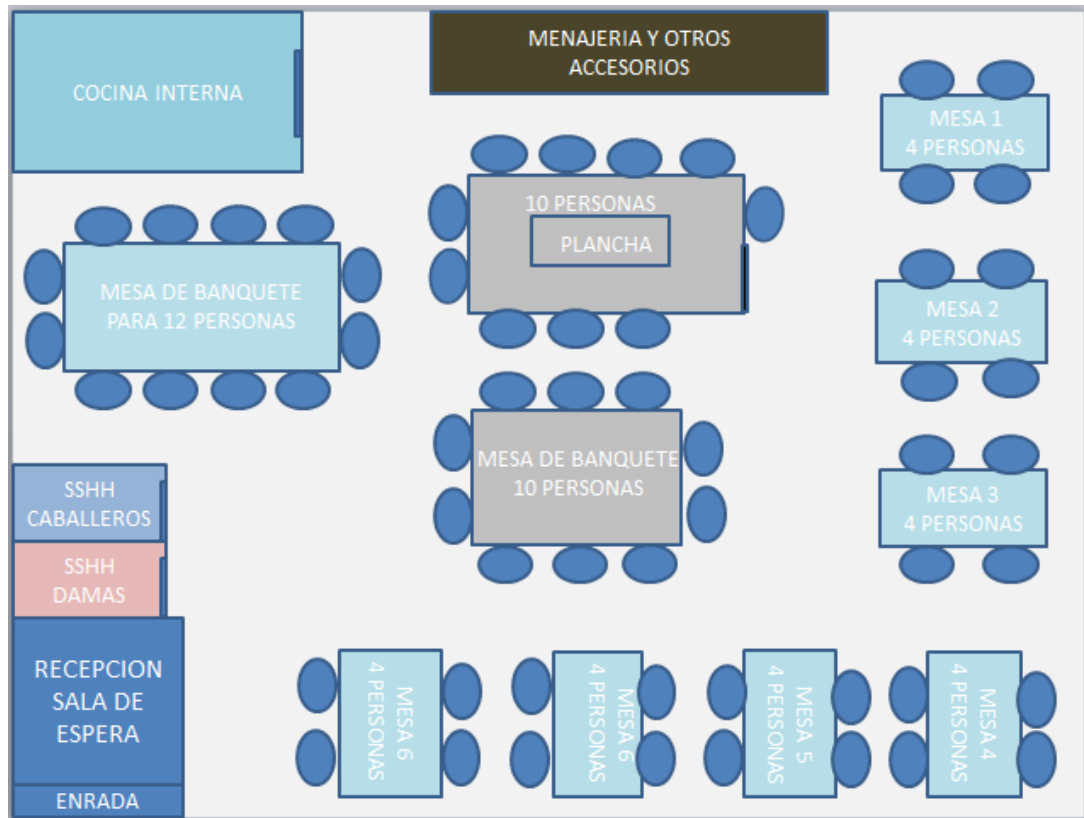 COCINA INTERNA
MENAJERIA Y OTROS
ACCESORIOS
MESA 1
4 PERSONAS
10 PERSONAS
PLANCHA
MESA DE BANQUETE
PARA 12 PERSONAS
MESA 2
4 PERSONAS
MESA DE BANQUETE
10 PERSONAS
MESA 3
4 PERSONAS
SSHH
CABALLEROS
SSHH
DAMAS
RECEPCION
SALA DE
ESPERA
ENRADA
MESA 6
4 PERSONAS
MESA 6
4 PERSONAS
MESA 5
4 PERSONAS
MESA 4
4 PERSONAS